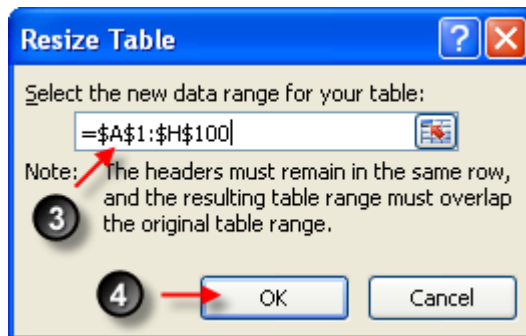 Resize Table
Select the new data range for your table:
=$A$1:$H$100
Note: The headers must remain in the same row,
and the resulting table range must overlap
the original table range.
3
4
OK
Cancel